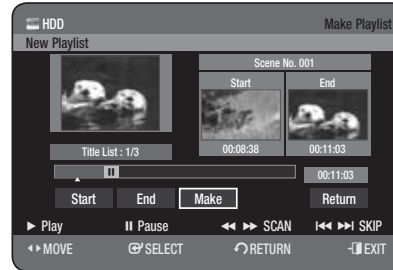 HDD Make Playlist
New Playlist
Scene No. 001
Start End
Title List : 1/3 00:08:38 00:11:03
00:11:03
Start End Make Return
► Play II Pause ◄◄ ►► SCAN I◄◄ ►►I SKIP
MOVE SELECT RETURN EXIT